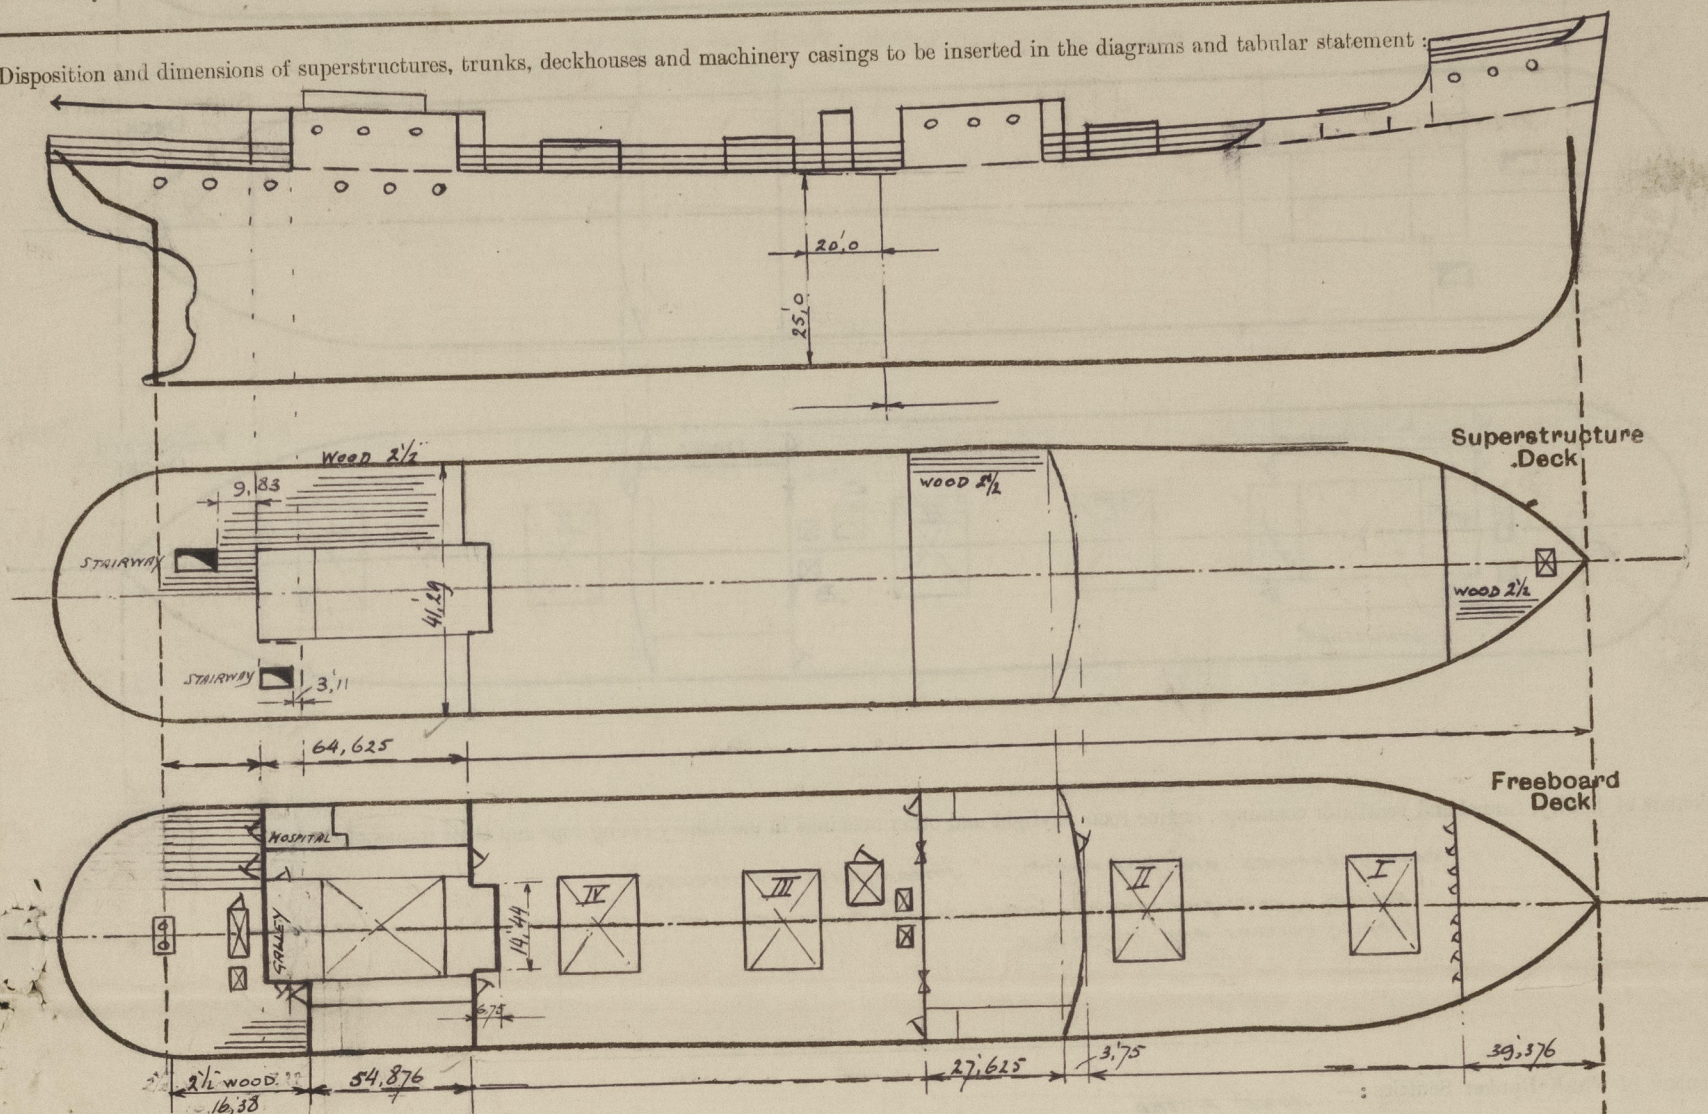 Disposition and dimensions of superstructures, trunks, deckhouses and machinery casings to be inserted in the diagrams and tabular statement :
20,'0
25,'0
Superstructure
Deck
WOOD 2½"
9,83
WOOD 2½
STAIRWAY
41,'29
WOOD 2½
STAIRWAY
3,'11
64,625
Freeboard
Deck
HOSPITAL
GALLEY
14,'44
IV
III
II
I
6,75
2½" WOOD
16,'38
54,876
27,'625
3,'75
39,'376